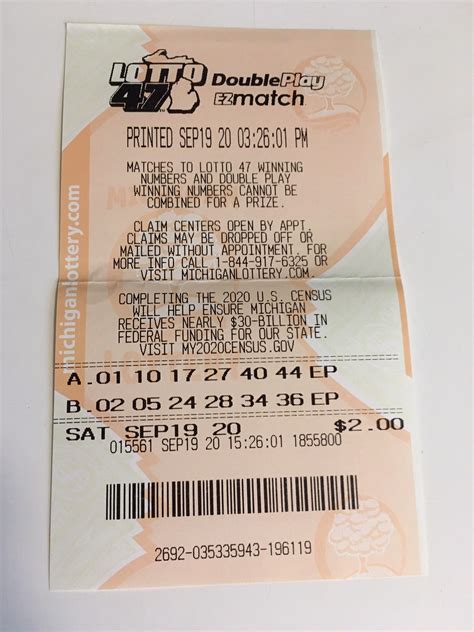 LOTTO 47
DoublePlay
EZmatch
PRINTED SEP19 20 03:26:01 PM
MATCHES TO LOTTO 47 WINNING
NUMBERS AND DOUBLE PLAY
WINNING NUMBERS CANNOT BE
COMBINED FOR A PRIZE.
CLAIM CENTERS OPEN BY APPT.
CLAIMS MAY BE DROPPED OFF OR
MAILED WITHOUT APPOINTMENT. FOR
MORE INFO CALL 1-844-917-6325 OR
VISIT MICHIGANLOTTERY.COM.
COMPLETING THE 2020 U.S. CENSUS
WILL HELP ENSURE MICHIGAN
RECEIVES NEARLY $30-BILLION IN
FEDERAL FUNDING FOR OUR STATE.
VISIT MY2020CENSUS.GOV
michiganlottery.com
A.01 10 17 27 40 44 EP
B.02 05 24 28 34 36 EP
SAT SEP19 20 $2.00
015561 SEP19 20 15:26:01 1855800
2692-035335943-196119